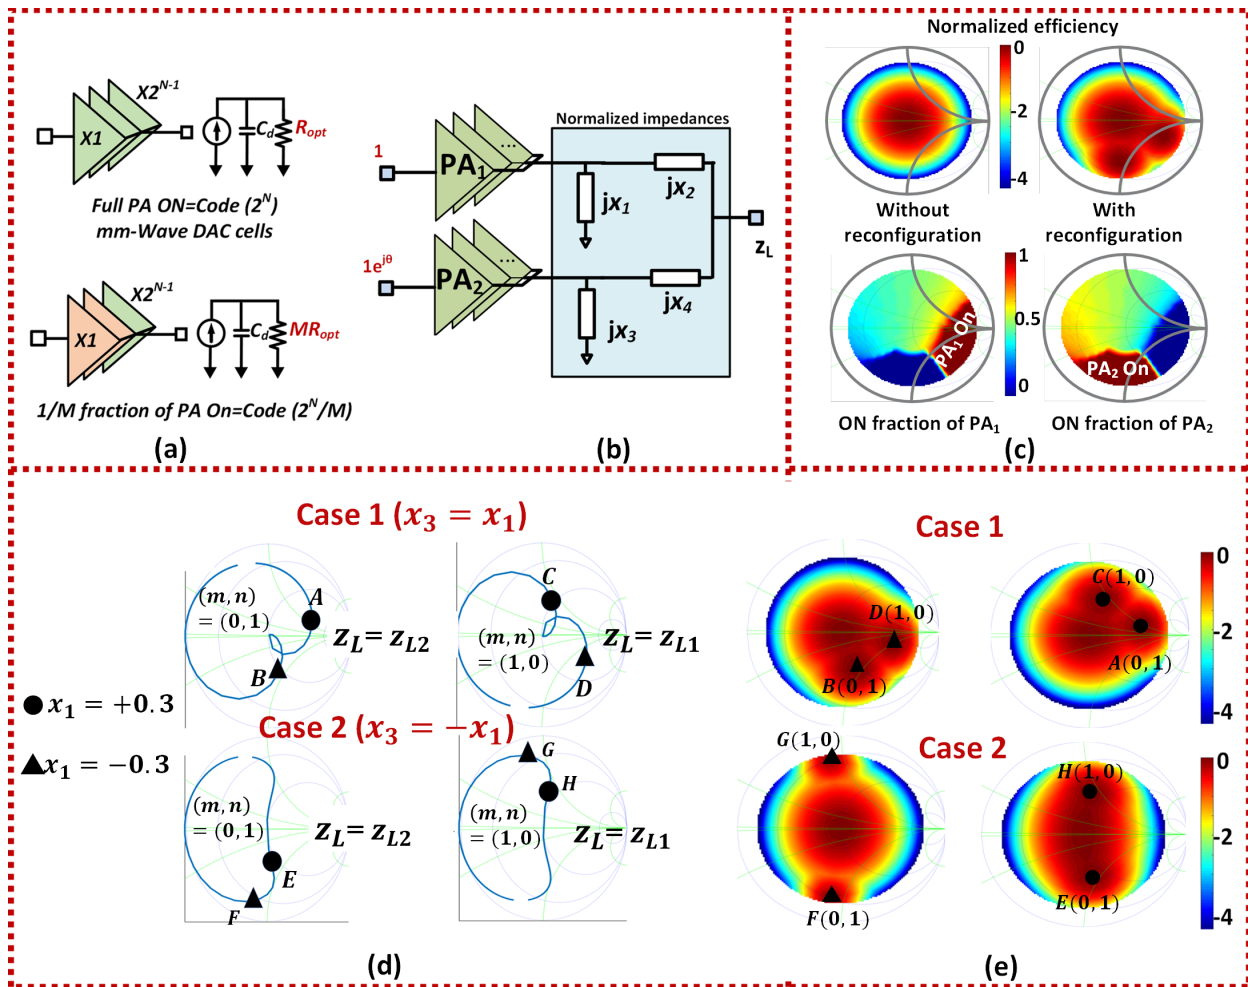 X2^{N-1}
X1
C_d
R_opt
Full PA ON=Code (2^N)
mm-Wave DAC cells
X2^{N-1}
X1
C_d
MR_opt
1/M fraction of PA On=Code (2^N/M)
(a)
Normalized impedances
1
PA₁
...
jx₂
jx₁
z_L
1e^{jθ}
PA₂
...
jx₄
jx₃
(b)
Normalized efficiency
0
-2
-4
Without
reconfiguration
With
reconfiguration
PA₁ On
1
0.5
0
PA₂ On
ON fraction of PA₁
ON fraction of PA₂
(c)
Case 1 (x₃ = x₁)
(m, n)
= (0, 1)
A
B
z_L = z_L2
C
(m, n)
= (1, 0)
D
z_L = z_L1
x₁ = +0.3
x₁ = −0.3
Case 2 (x₃ = −x₁)
(m, n)
= (0, 1)
z_L = z_L2
E
F
G
H
(m, n)
= (1, 0)
z_L = z_L1
(d)
Case 1
D(1, 0)
B(0, 1)
C(1, 0)
A(0, 1)
0
-2
-4
Case 2
G(1, 0)
F(0, 1)
H(1, 0)
E(0, 1)
0
-2
-4
(e)